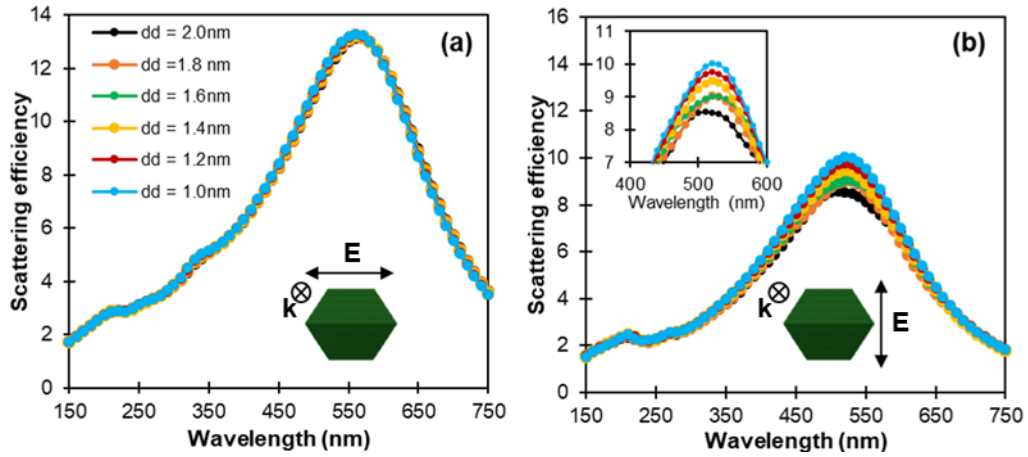 14
12
10
8
6
4
2
0
Scattering efficiency
dd = 2.0nm
dd =1.8nm
dd = 1.6nm
dd = 1.4nm
dd = 1.2nm
dd = 1.0nm
(a)
E
k
150 250 350 450 550 650 750
Wavelength (nm)
16
14
12
10
8
6
4
2
0
Scattering efficiency
11
10
9
8
7
400 500 600
Wavelength (nm)
(b)
k
E
150 250 350 450 550 650 750
Wavelength (nm)